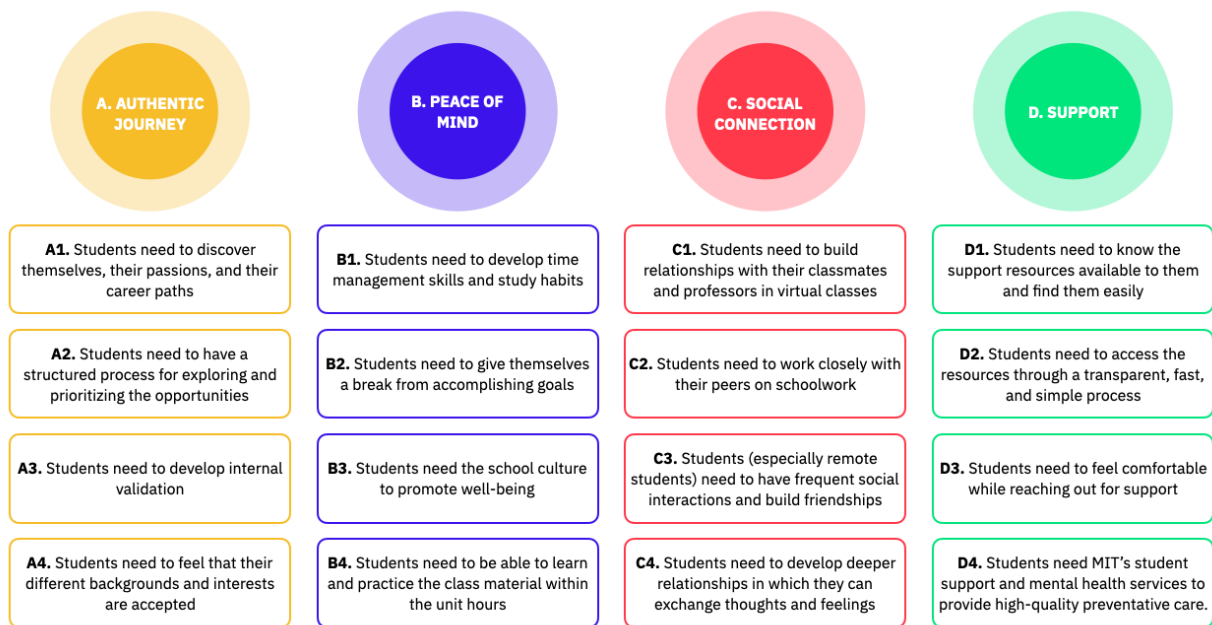 A. AUTHENTIC
JOURNEY
B. PEACE OF
MIND
C. SOCIAL
CONNECTION
D. SUPPORT
A1. Students need to discover
themselves, their passions, and their
career paths
B1. Students need to develop time
management skills and study habits
C1. Students need to build
relationships with their classmates
and professors in virtual classes
D1. Students need to know the
support resources available to them
and find them easily
A2. Students need to have a
structured process for exploring and
prioritizing the opportunities
B2. Students need to give themselves
a break from accomplishing goals
C2. Students need to work closely with
their peers on schoolwork
D2. Students need to access the
resources through a transparent, fast,
and simple process
A3. Students need to develop internal
validation
B3. Students need the school culture
to promote well-being
C3. Students (especially remote
students) need to have frequent social
interactions and build friendships
D3. Students need to feel comfortable
while reaching out for support
A4. Students need to feel that their
different backgrounds and interests
are accepted
B4. Students need to be able to learn
and practice the class material within
the unit hours
C4. Students need to develop deeper
relationships in which they can
exchange thoughts and feelings
D4. Students need MIT’s student
support and mental health services to
provide high-quality preventative care.